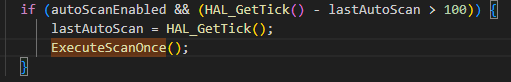 if (autoScanEnabled && (HAL_GetTick() - lastAutoScan > 100)) {
lastAutoScan = HAL_GetTick();
ExecuteScanOnce();
}